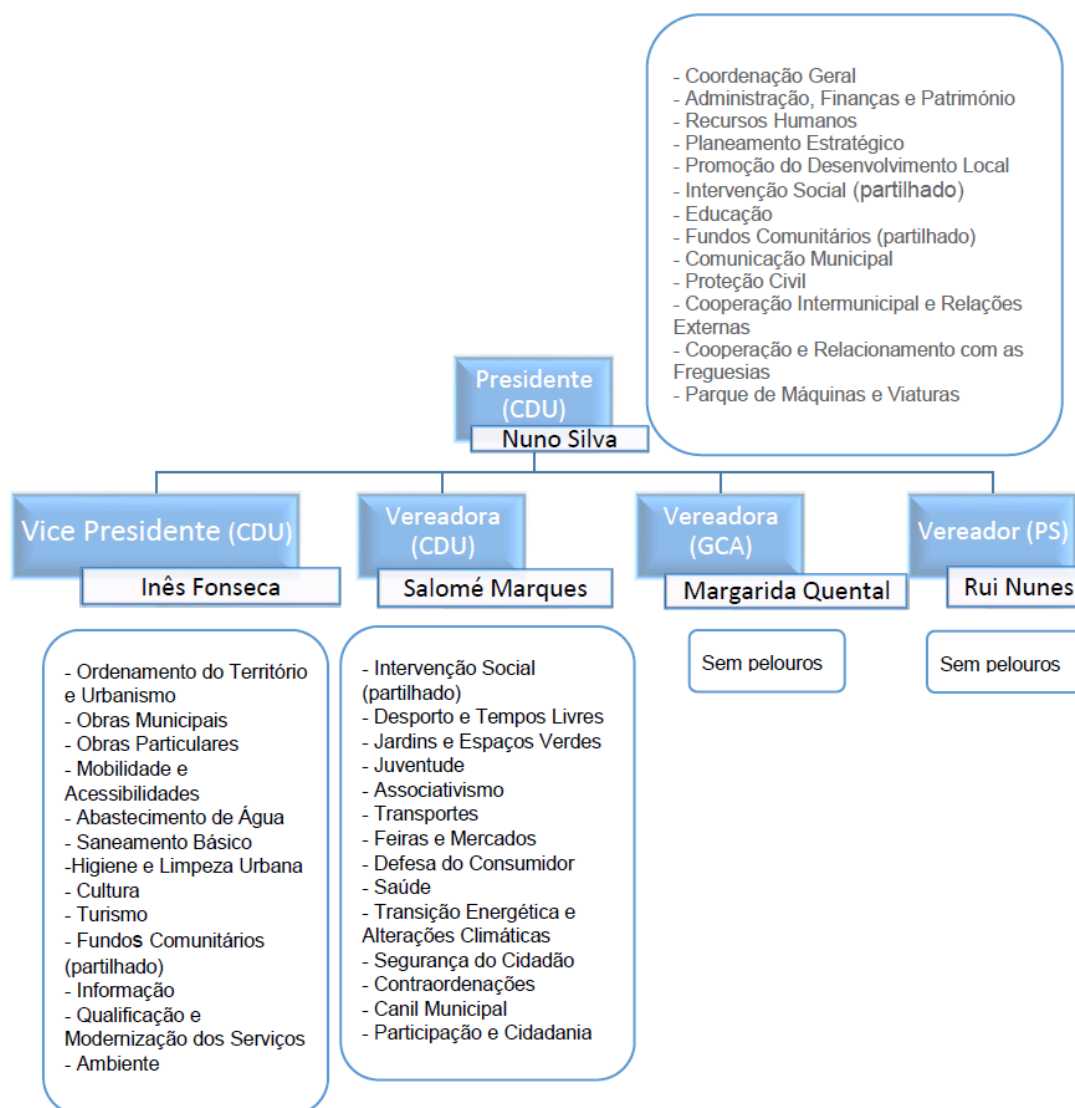 - Coordenação Geral
- Administração, Finanças e Património
- Recursos Humanos
- Planeamento Estratégico
- Promoção do Desenvolvimento Local
- Intervenção Social (partilhado)
- Educação
- Fundos Comunitários (partilhado)
- Comunicação Municipal
- Proteção Civil
- Cooperação Intermunicipal e Relações
Externas
- Cooperação e Relacionamento com as
Freguesias
- Parque de Máquinas e Viaturas
Presidente
(CDU)
Nuno Silva
Vice Presidente (CDU)
Inês Fonseca
Vereadora
(CDU)
Salomé Marques
Vereadora
(GCA)
Margarida Quental
Vereador (PS)
Rui Nunes
- Ordenamento do Território
e Urbanismo
- Obras Municipais
- Obras Particulares
- Mobilidade e
Acessibilidades
- Abastecimento de Água
- Saneamento Básico
-Higiene e Limpeza Urbana
- Cultura
- Turismo
- Fundos Comunitários
(partilhado)
- Informação
- Qualificação e
Modernização dos Serviços
- Ambiente
- Intervenção Social
(partilhado)
- Desporto e Tempos Livres
- Jardins e Espaços Verdes
- Juventude
- Associativismo
- Transportes
- Feiras e Mercados
- Defesa do Consumidor
- Saúde
- Transição Energética e
Alterações Climáticas
- Segurança do Cidadão
- Contraordenações
- Canil Municipal
- Participação e Cidadania
Sem pelouros
Sem pelouros